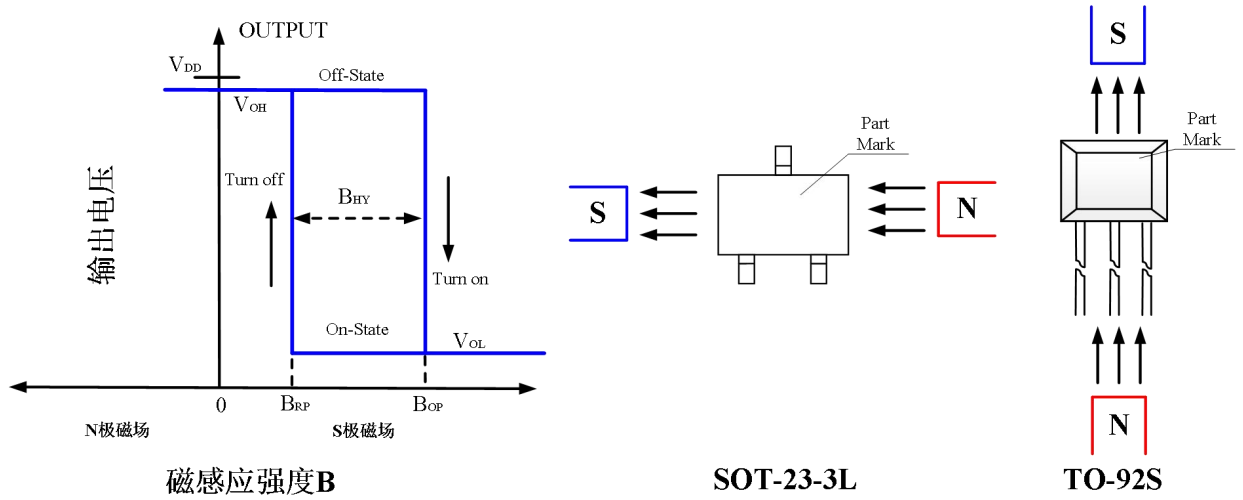 OUTPUT
VDD
Off-State
VOH
输出电压
Turn off
BHY
Turn on
On-State
VOL
0
BRP
BOP
N极磁场
S极磁场
磁感应强度B
Part
Mark
S
N
SOT-23-3L
S
Part
Mark
N
TO-92S